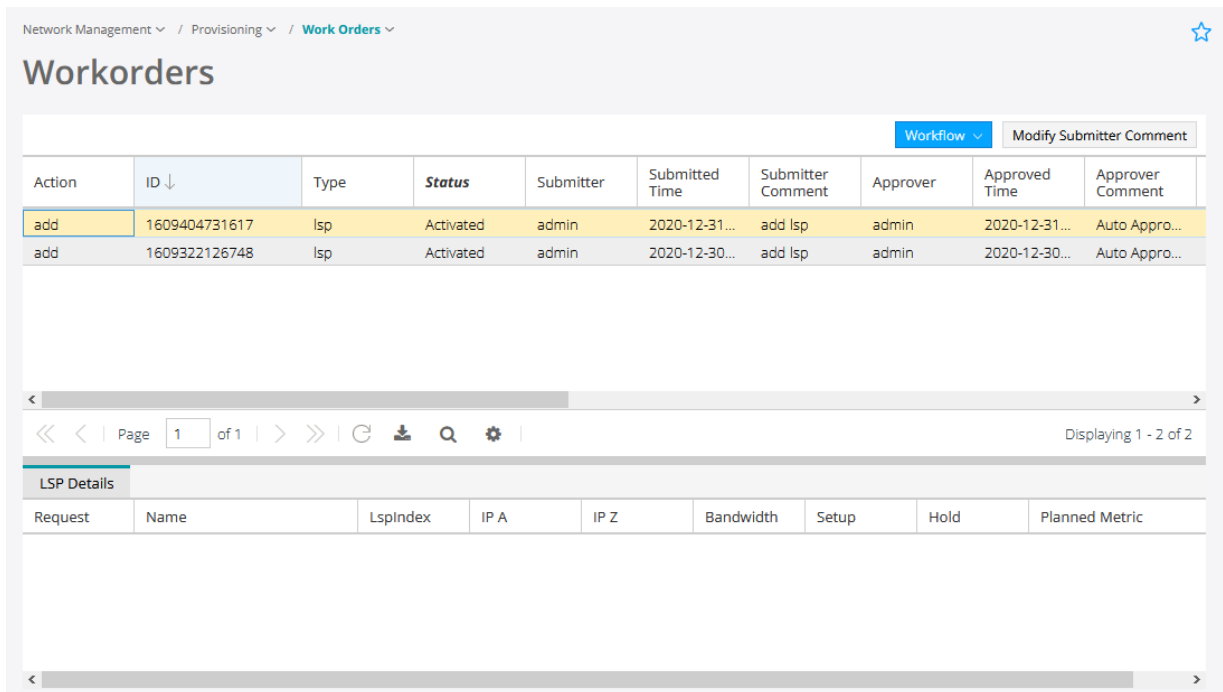 Network Management / Provisioning / Work Orders
Workorders
Workflow Modify Submitter Comment
Action ID ↓ Type Status Submitter Submitted Time Submitter Comment Approver Approved Time Approver Comment
add 1609404731617 lsp Activated admin 2020-12-31... add lsp admin 2020-12-31... Auto Appro...
add 1609322126748 lsp Activated admin 2020-12-30... add lsp admin 2020-12-30... Auto Appro...
Page 1 of 1 Displaying 1 - 2 of 2
LSP Details
Request Name LspIndex IP A IP Z Bandwidth Setup Hold Planned Metric